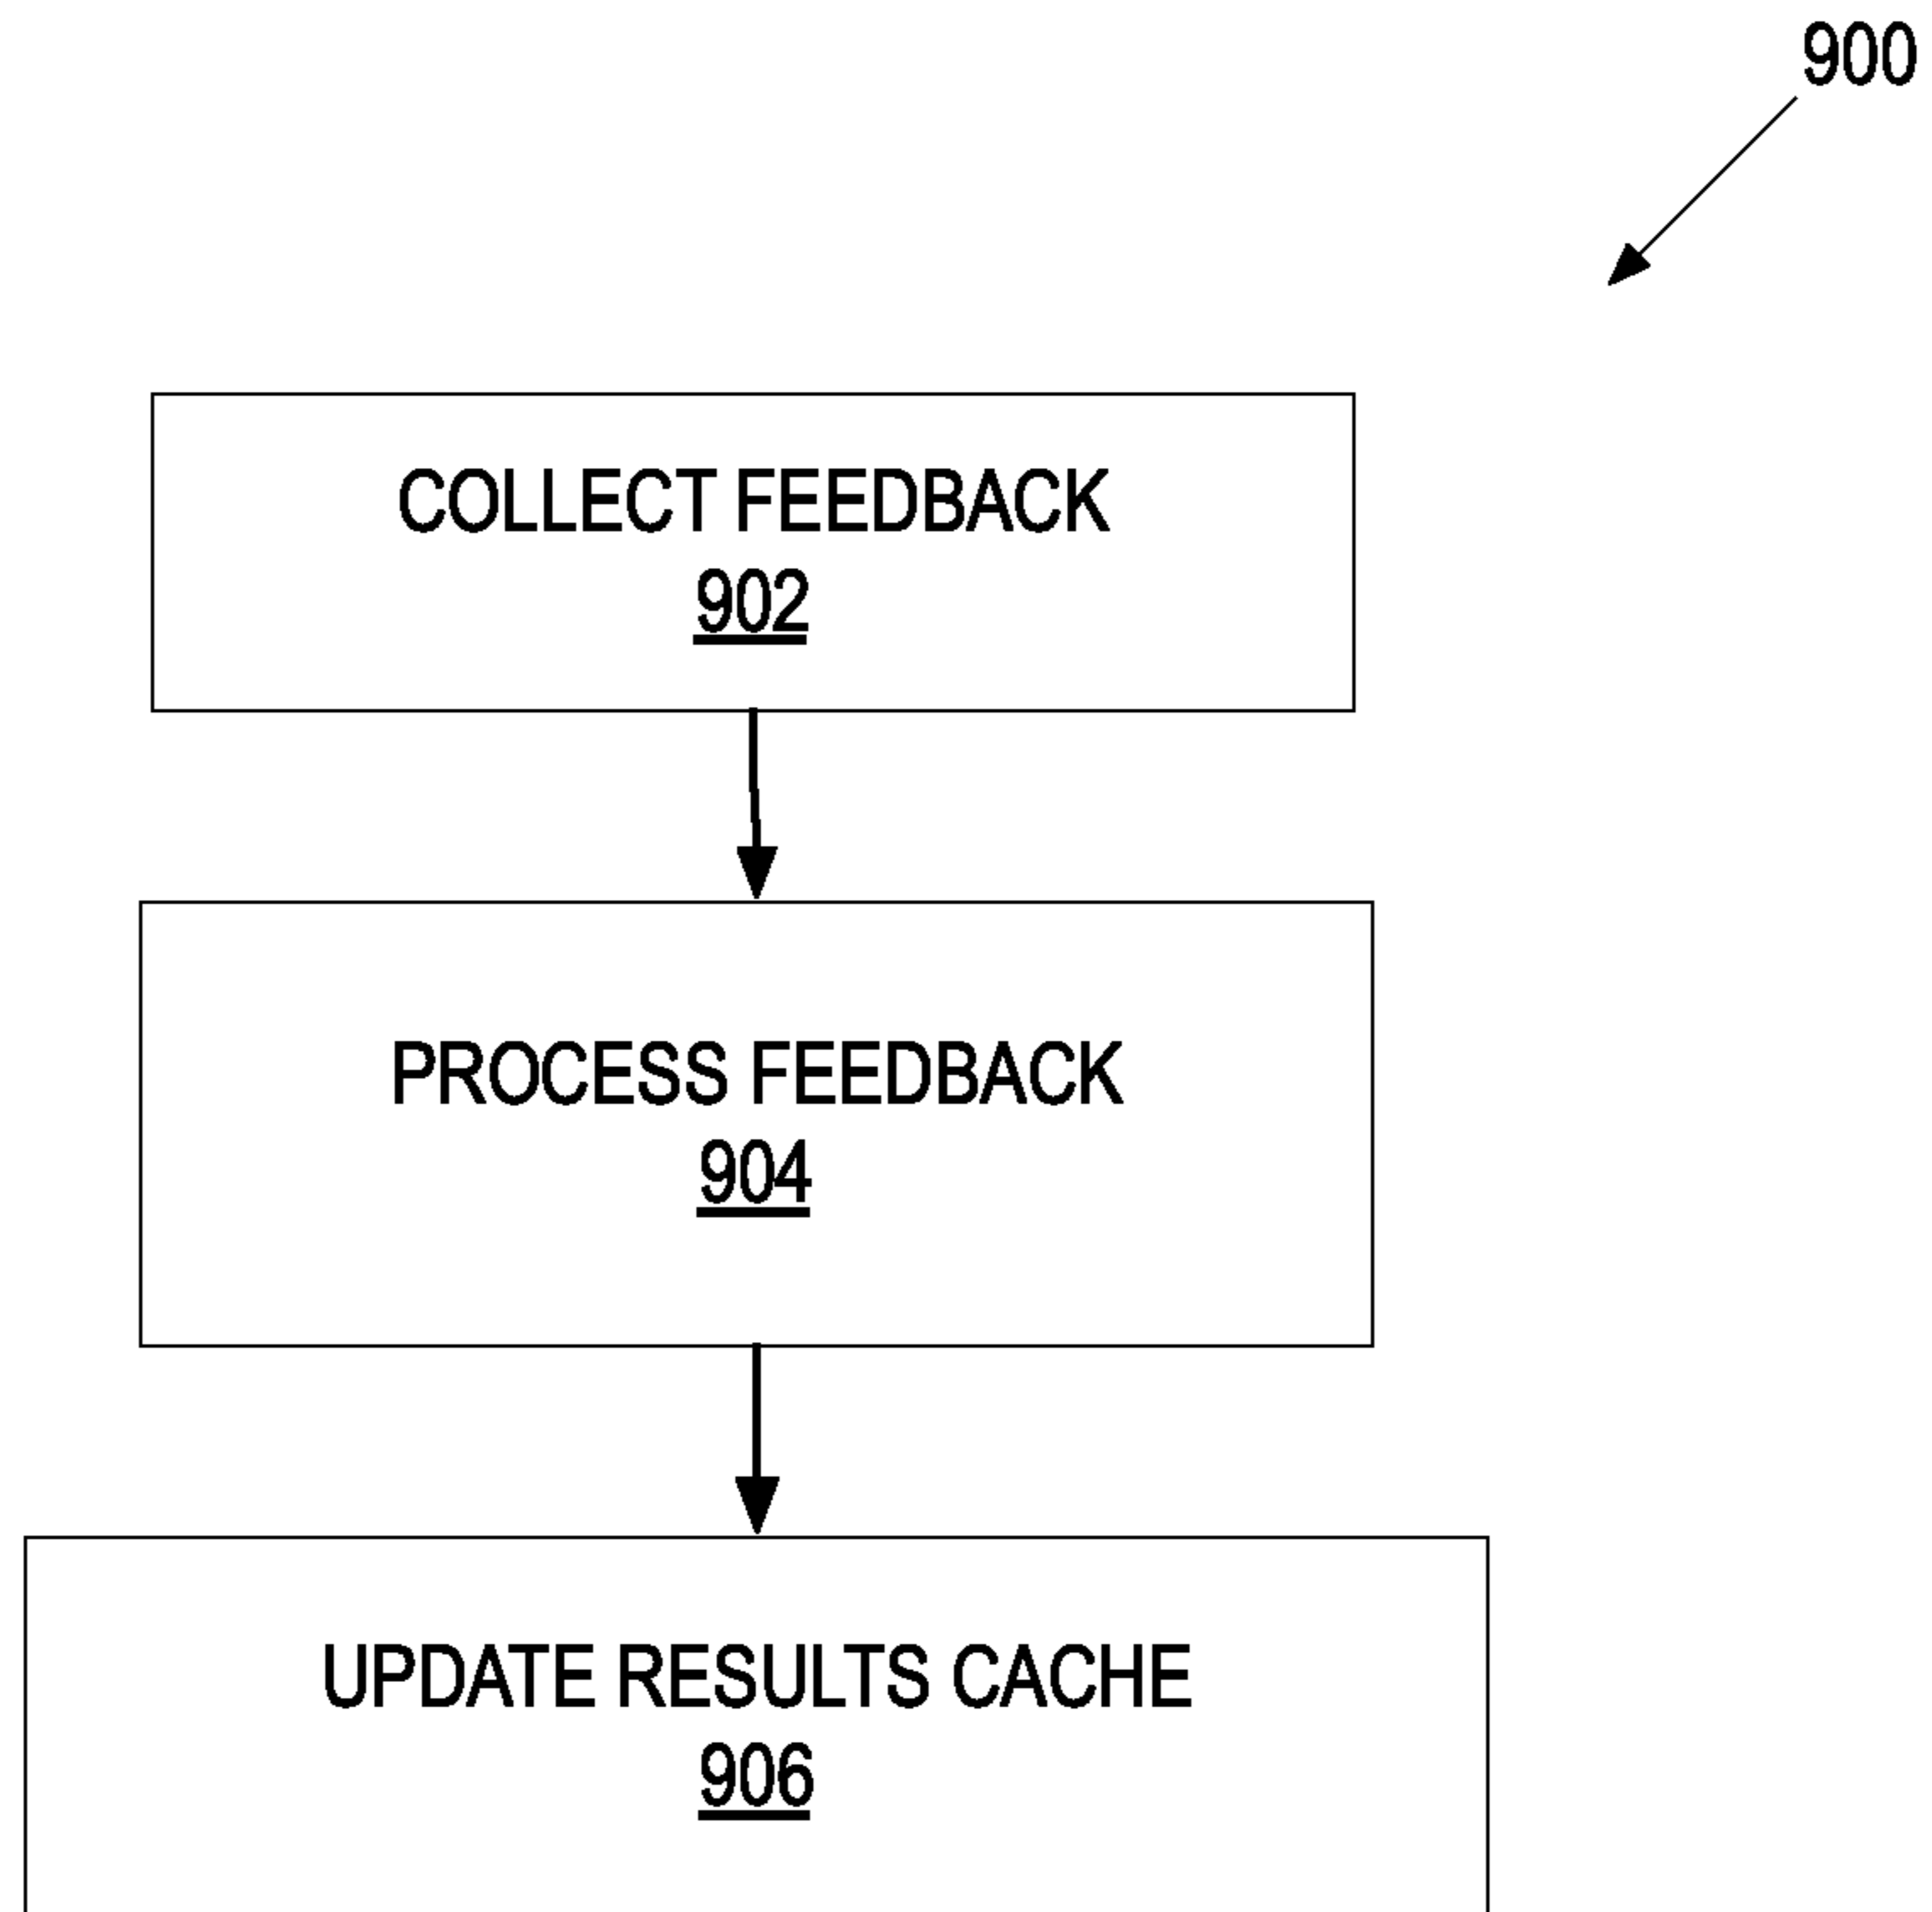 900
COLLECT FEEDBACK
902
PROCESS FEEDBACK
904
UPDATE RESULTS CACHE
906